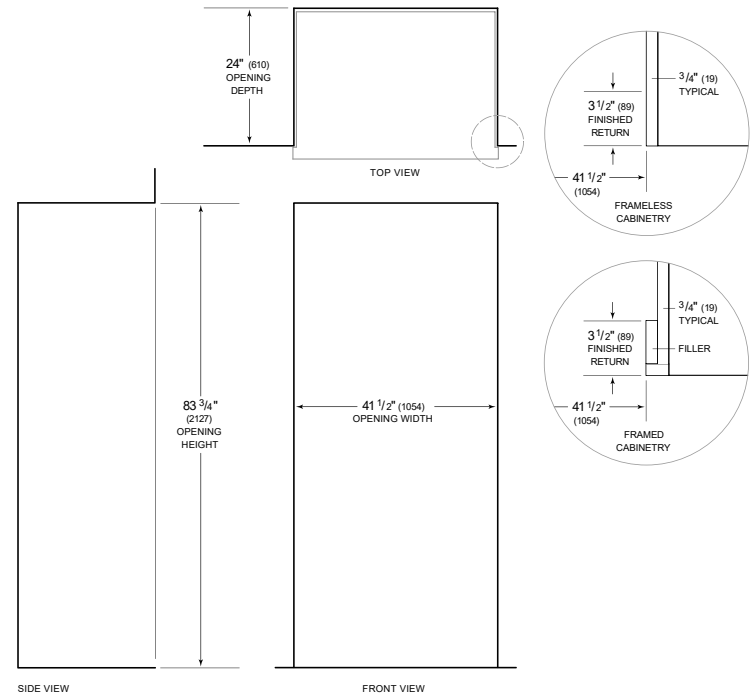 24" (610)
OPENING
DEPTH
TOP VIEW
3/4" (19)
TYPICAL
3 1/2" (89)
FINISHED
RETURN
41 1/2"
(1054)
FRAMELESS
CABINETRY
3/4" (19)
TYPICAL
3 1/2" (89)
FINISHED
RETURN
FILLER
41 1/2"
(1054)
FRAMED
CABINETRY
83 3/4"
(2127)
OPENING
HEIGHT
41 1/2" (1054)
OPENING WIDTH
SIDE VIEW
FRONT VIEW